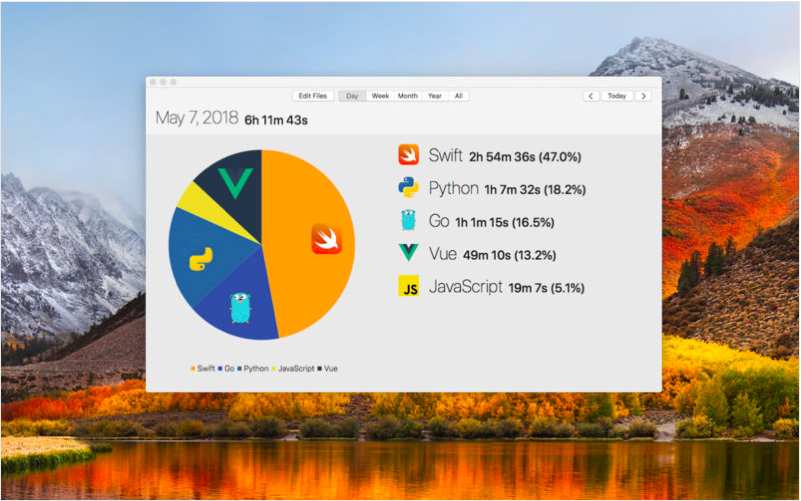 Edit Files Day Week Month Year All < Today >
May 7, 2018 6h 11m 43s
Swift 2h 54m 36s (47.0%)
Python 1h 7m 32s (18.2%)
Go 1h 1m 15s (16.5%)
Vue 49m 10s (13.2%)
JS JavaScript 19m 7s (5.1%)
Swift Go Python JavaScript Vue